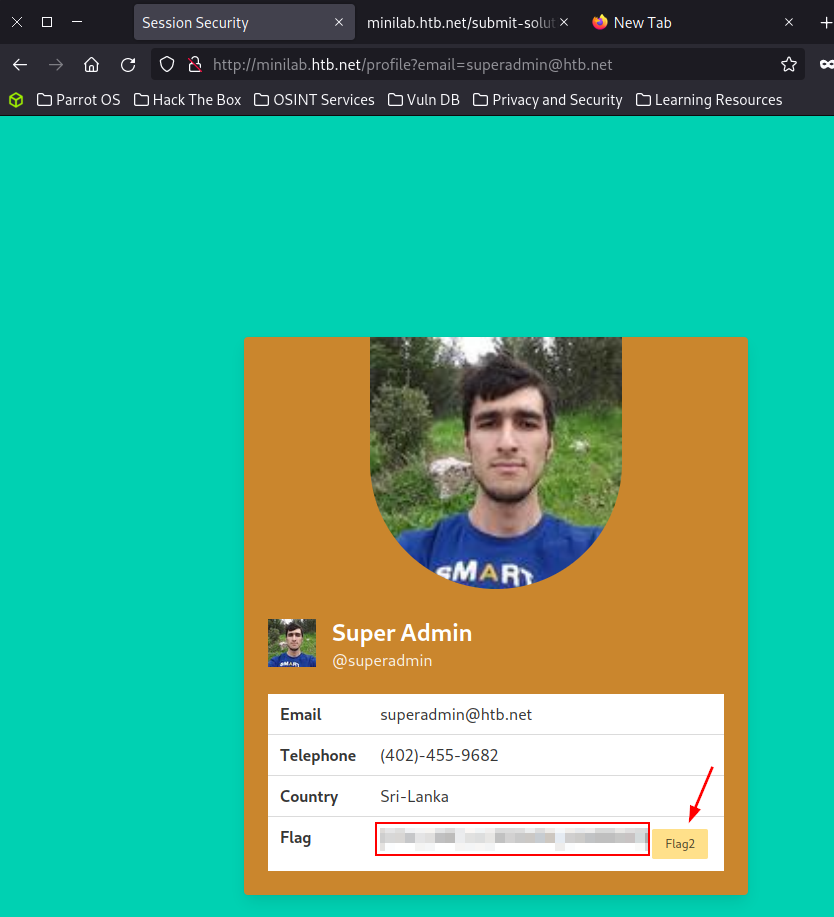 Session Security
minilab.htb.net/submit-solut
New Tab
http://minilab.htb.net/profile?email=superadmin@htb.net
Parrot OS Hack The Box OSINT Services Vuln DB Privacy and Security Learning Resources
SMART
Super Admin
@superadmin
Email superadmin@htb.net
Telephone (402)-455-9682
Country Sri-Lanka
Flag Flag2